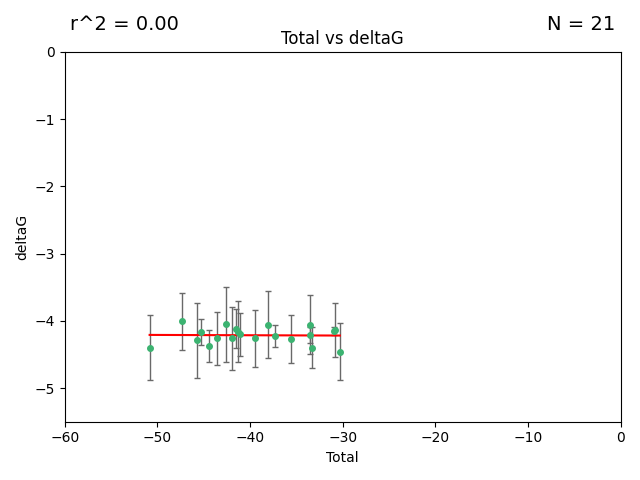 r^2 = 0.00
N = 21
Total vs deltaG
0
−1
−2
−3
−4
−5
deltaG
−60
−50
−40
−30
−20
−10
0
Total